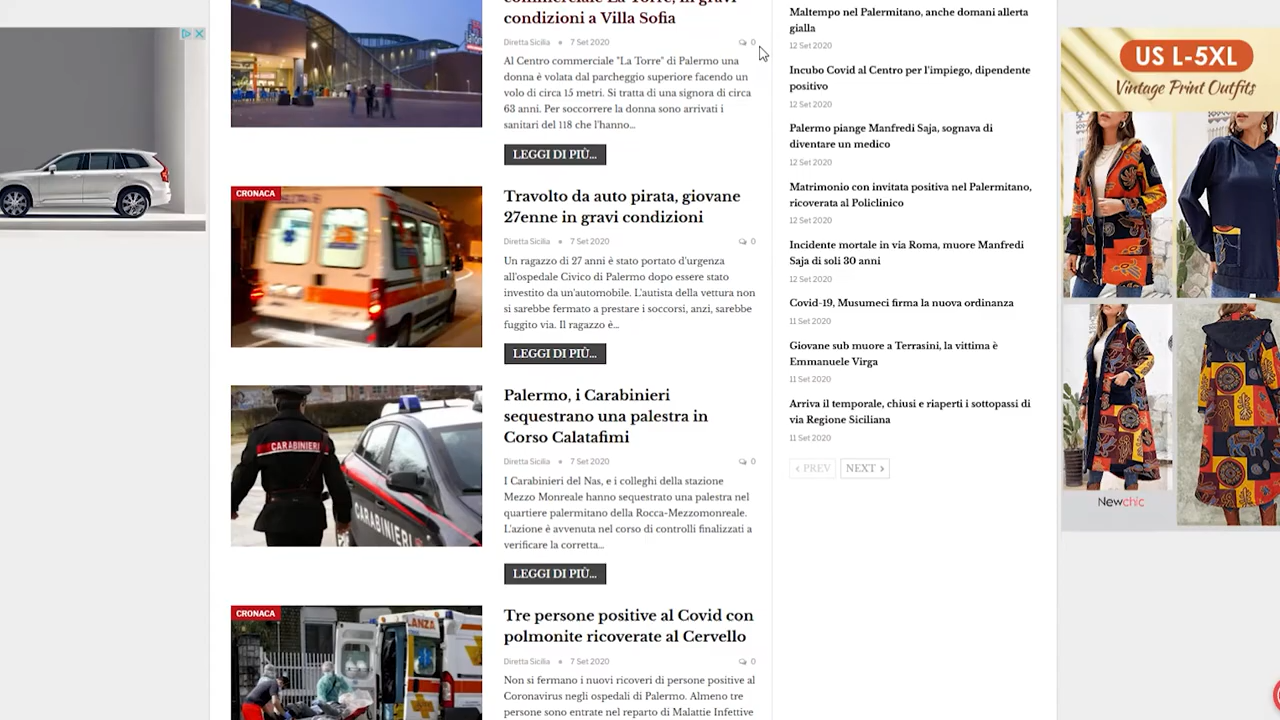 commerciale La Torre, in gravi
condizioni a Villa Sofia
Diretta Sicilia 7 Set 2020 0
Al Centro commerciale "La Torre" di Palermo una
donna è volata dal parcheggio superiore facendo un
volo di circa 15 metri. Si tratta di una signora di circa
63 anni. Per soccorrere la donna sono arrivati i
sanitari del 118 che l'hanno...
LEGGI DI PIÙ...
CRONACA
Travolto da auto pirata, giovane
27enne in gravi condizioni
Diretta Sicilia 7 Set 2020 0
Un ragazzo di 27 anni è stato portato d'urgenza
all'ospedale Civico di Palermo dopo essere stato
investito da un'automobile. L'autista della vettura non
si sarebbe fermato a prestare i soccorsi, anzi, sarebbe
fuggito via. Il ragazzo è...
LEGGI DI PIÙ...
CARABINIERI
CARABINIERI
Palermo, i Carabinieri
sequestrano una palestra in
Corso Calatafimi
Diretta Sicilia 7 Set 2020 0
I Carabinieri del Nas, e i colleghi della stazione
Mezzo Monreale hanno sequestrato una palestra nel
quartiere palermitano della Rocca-Mezzomonreale.
L'azione è avvenuta nel corso di controlli finalizzati a
verificare la corretta...
LEGGI DI PIÙ...
CRONACA
LANZA
Tre persone positive al Covid con
polmonite ricoverate al Cervello
Diretta Sicilia 7 Set 2020 0
Non si fermano i nuovi ricoveri di persone positive al
Coronavirus negli ospedali di Palermo. Almeno tre
persone sono entrate nel reparto di Malattie Infettive
Maltempo nel Palermitano, anche domani allerta
gialla
12 Set 2020
Incubo Covid al Centro per l'impiego, dipendente
positivo
12 Set 2020
Palermo piange Manfredi Saja, sognava di
diventare un medico
12 Set 2020
Matrimonio con invitata positiva nel Palermitano,
ricoverata al Policlinico
12 Set 2020
Incidente mortale in via Roma, muore Manfredi
Saja di soli 30 anni
12 Set 2020
Covid-19, Musumeci firma la nuova ordinanza
11 Set 2020
Giovane sub muore a Terrasini, la vittima è
Emmanuele Virga
11 Set 2020
Arriva il temporale, chiusi e riaperti i sottopassi di
via Regione Siciliana
11 Set 2020
PREV NEXT
US L-5XL
Vintage Print Outfits
Newchic